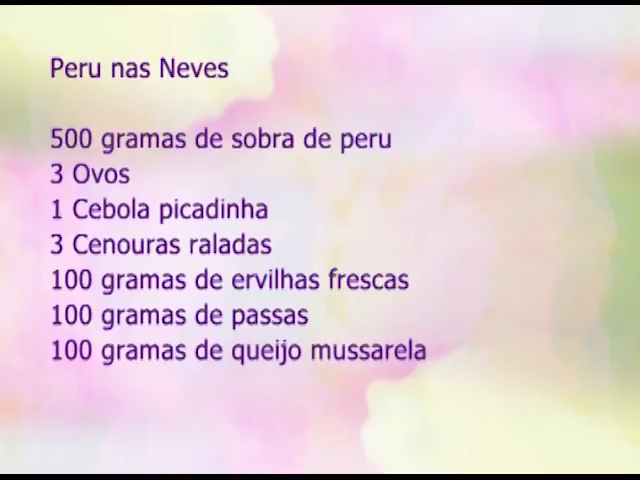 Peru nas Neves
500 gramas de sobra de peru
3 Ovos
1 Cebola picadinha
3 Cenouras raladas
100 gramas de ervilhas frescas
100 gramas de passas
100 gramas de queijo mussarela